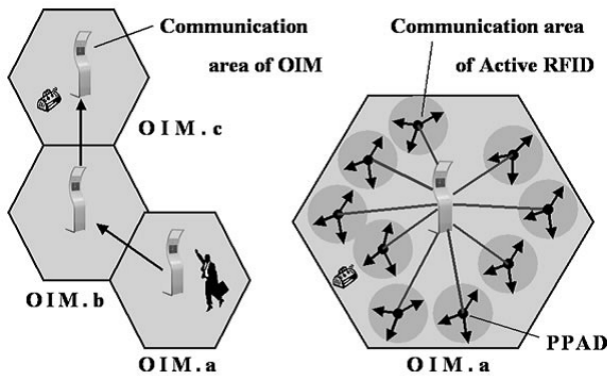 Communication
area of OIM
OIM.c
OIM.b
OIM.a
Communication area
of Active RFID
PPAD
OIM.a